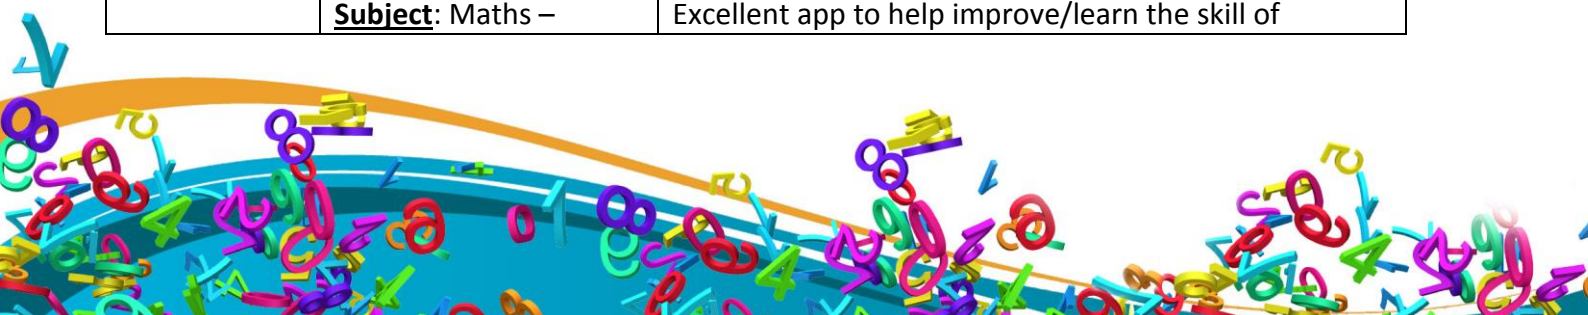 Subject: Maths – Excellent app to help improve/learn the skill of